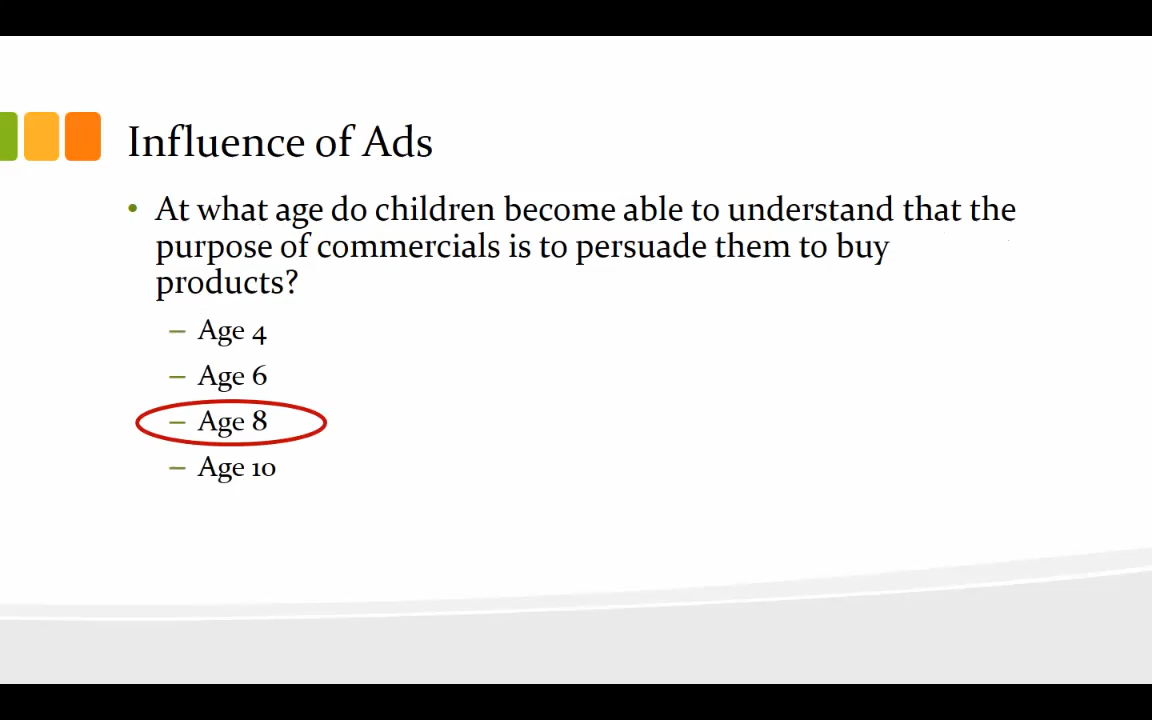 Influence of Ads
• At what age do children become able to understand that the
purpose of commercials is to persuade them to buy
products?
– Age 4
– Age 6
– Age 8
– Age 10